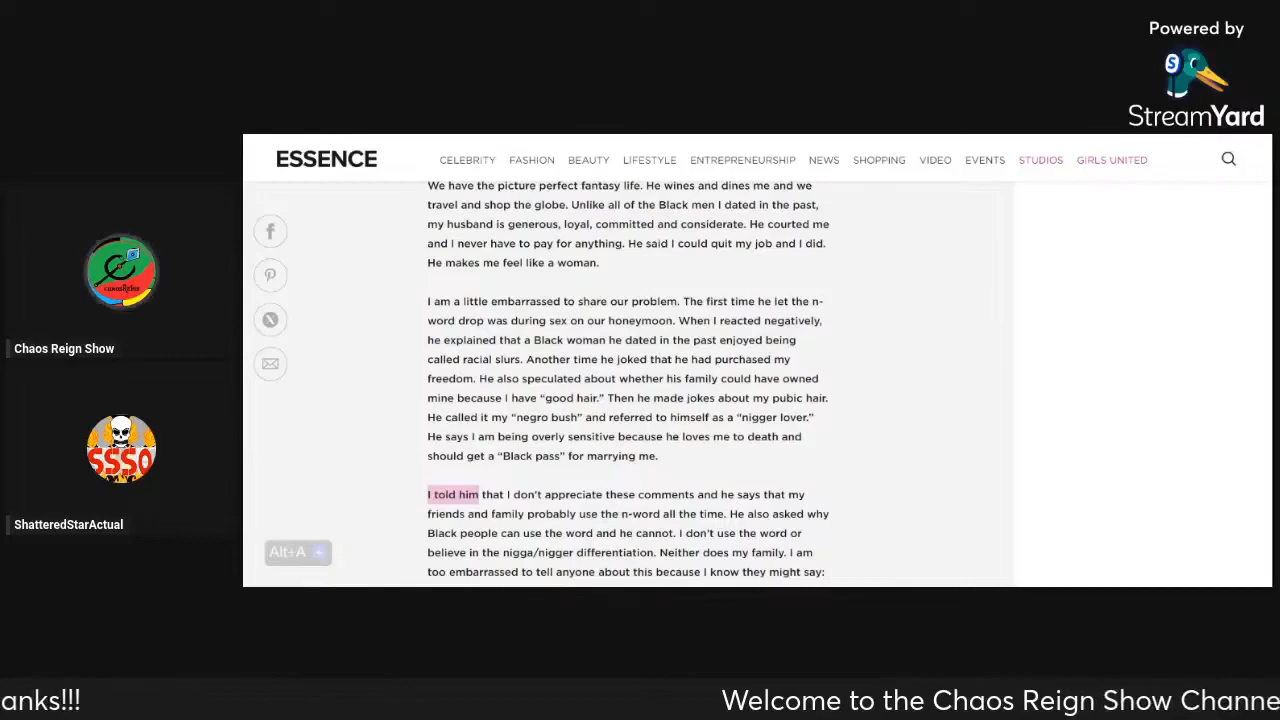 Powered by
StreamYard
ESSENCE
CELEBRITY FASHION BEAUTY LIFESTYLE ENTREPRENEURSHIP NEWS SHOPPING VIDEO EVENTS STUDIOS GIRLS UNITED
We have the picture perfect fantasy life. He wines and dines me and we
travel and shop the globe. Unlike all of the Black men I dated in the past,
my husband is generous, loyal, committed and considerate. He courted me
and I never have to pay for anything. He said I could quit my job and I did.
He makes me feel like a woman.
I am a little embarrassed to share our problem. The first time he let the n-
word drop was during sex on our honeymoon. When I reacted negatively,
he explained that a Black woman he dated in the past enjoyed being
called racial slurs. Another time he joked that he had purchased my
freedom. He also speculated about whether his family could have owned
mine because I have “good hair.” Then he made jokes about my pubic hair.
He called it my “negro bush” and referred to himself as a “nigger lover.”
He says I am being overly sensitive because he loves me to death and
should get a “Black pass” for marrying me.
I told him that I don’t appreciate these comments and he says that my
friends and family probably use the n-word all the time. He also asked why
Black people can use the word and he cannot. I don’t use the word or
believe in the nigga/nigger differentiation. Neither does my family. I am
too embarrassed to tell anyone about this because I know they might say:
Alt+A
chaosReign
Chaos Reign Show
SSSO
ShatteredStarActual
anks!!! Welcome to the Chaos Reign Show Channe